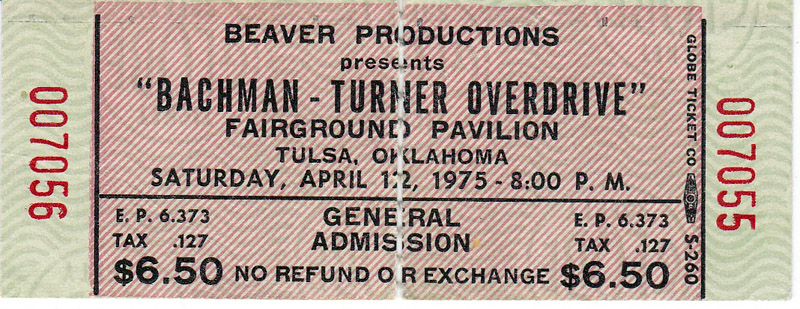 BEAVER PRODUCTIONS
presents
"BACHMAN - TURNER OVERDRIVE"
FAIRGROUND PAVILION
TULSA, OKLAHOMA
SATURDAY, APRIL 12, 1975 - 8:00 P. M.
E. P. 6.373
TAX .127
$6.50
GENERAL
ADMISSION
NO REFUND OR EXCHANGE
E. P. 6.373
TAX .127
$6.50
007056
GLOBE TICKET CO S-260
007055